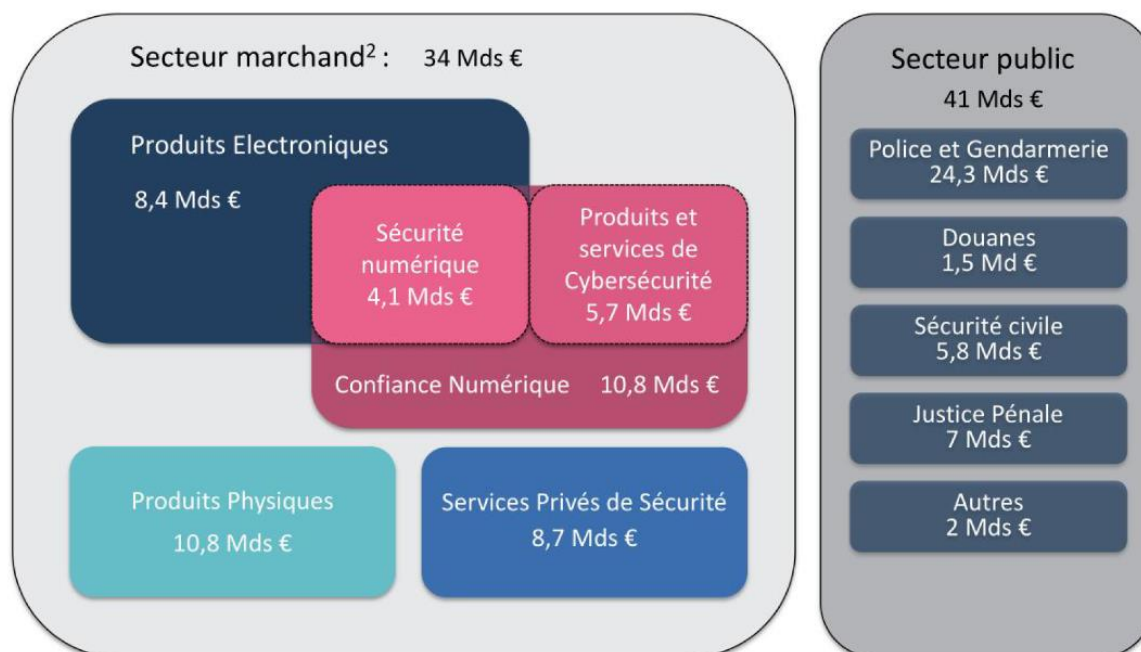 Secteur marchand² : 34 Mds €
Produits Electroniques
8,4 Mds €
Sécurité
numérique
4,1 Mds €
Produits et
services de
Cybersécurité
5,7 Mds €
Confiance Numérique 10,8 Mds €
Produits Physiques
10,8 Mds €
Services Privés de Sécurité
8,7 Mds €
Secteur public
41 Mds €
Police et Gendarmerie
24,3 Mds €
Douanes
1,5 Md €
Sécurité civile
5,8 Mds €
Justice Pénale
7 Mds €
Autres
2 Mds €